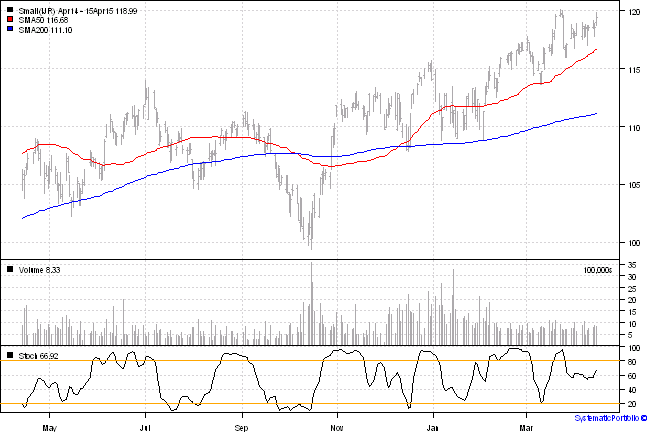 Small(IJR) Apr14 - 15Apr15 118.99
SMA50 116.68
SMA200 111.10
120
115
110
105
100
Volume 8.33
100,000s
35
30
25
20
15
10
5
Stoch 66.92
100
80
60
40
20
May
Jul
Sep
Nov
Jan
Mar
SystematicPortfolio ©